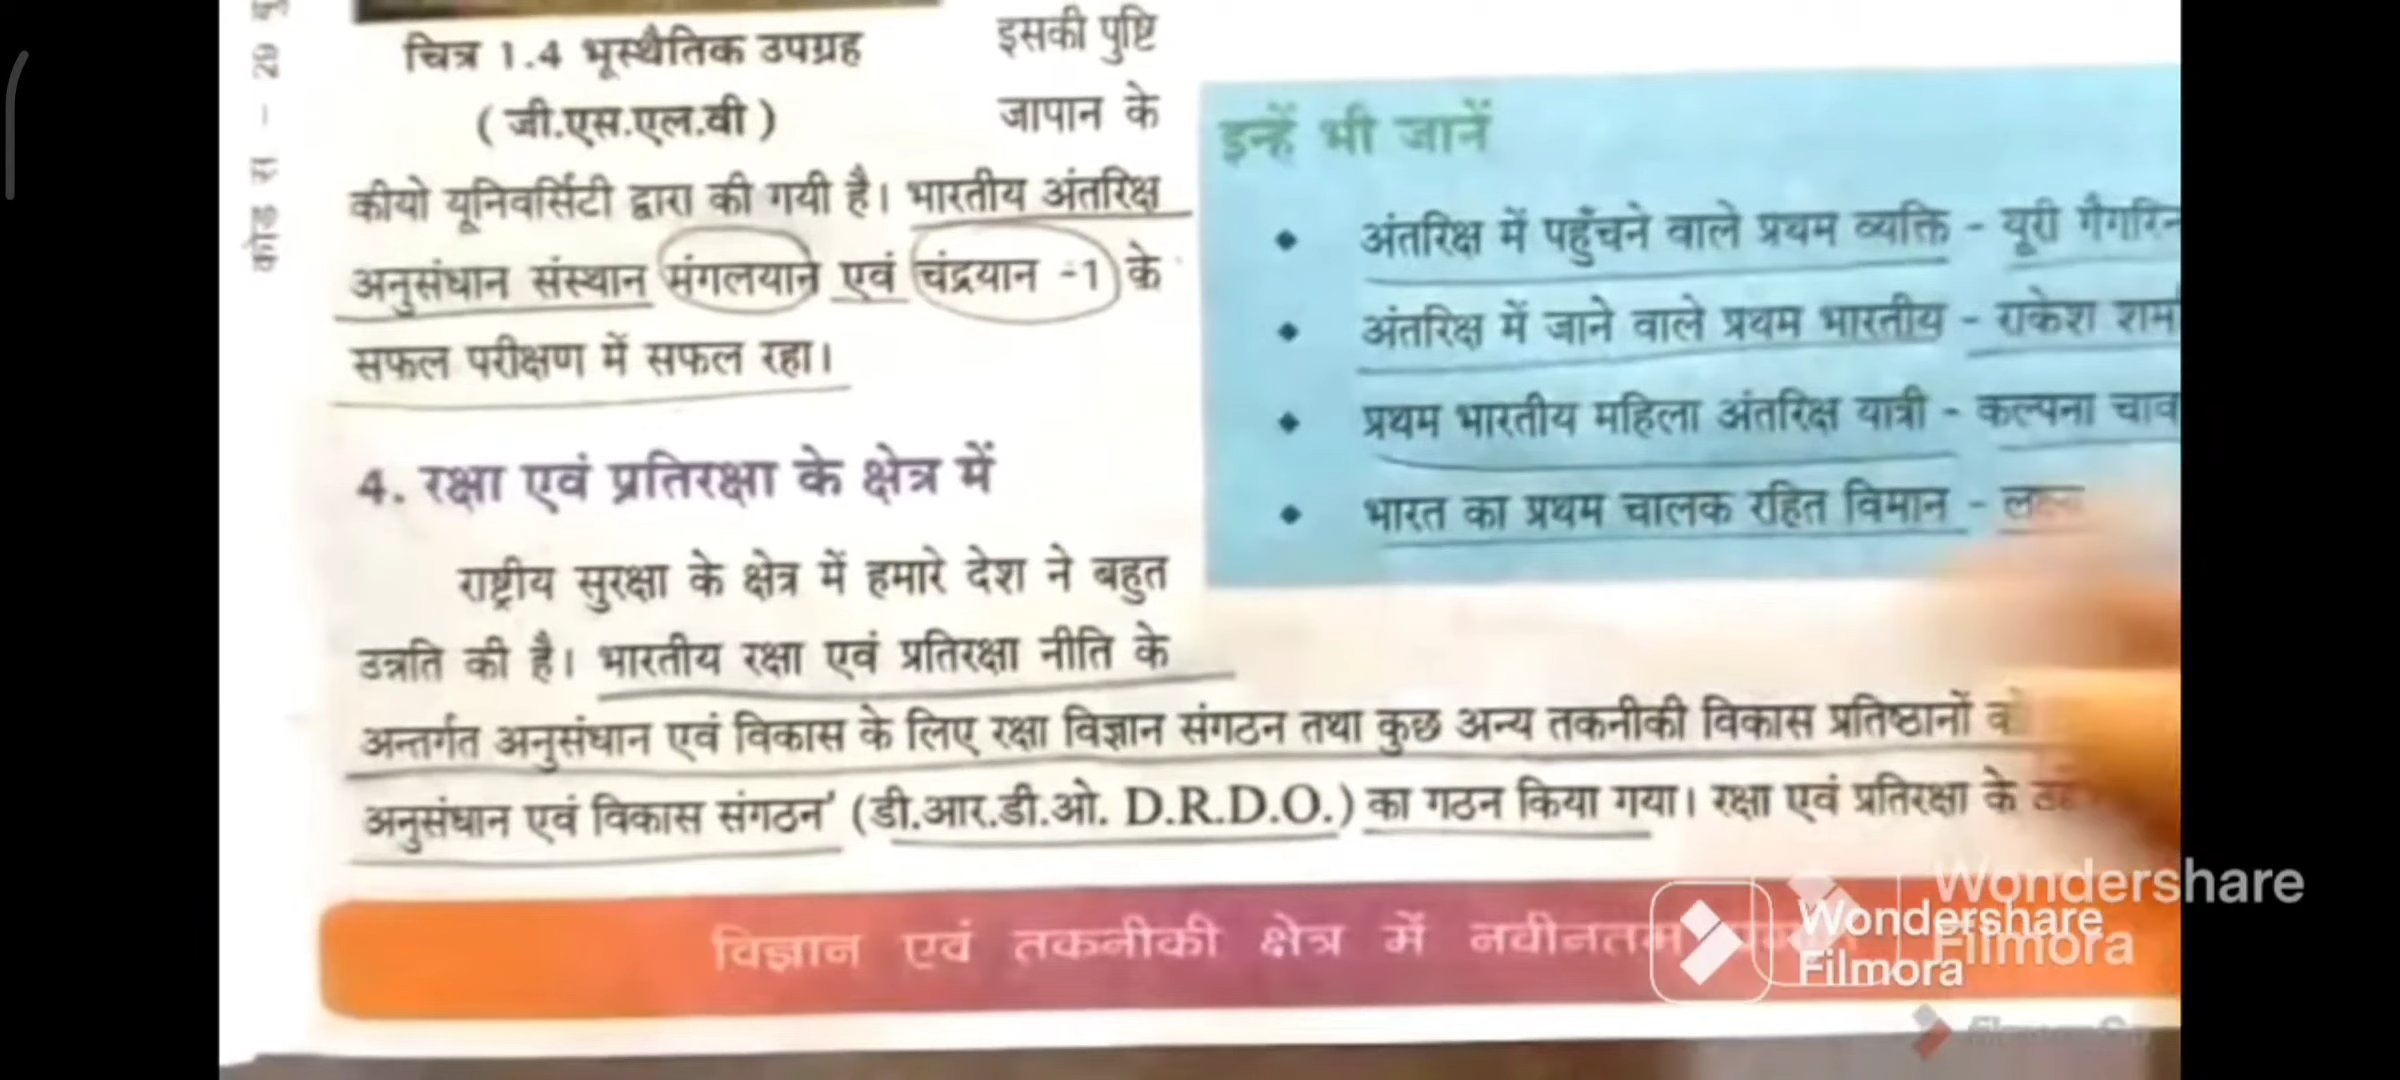 चित्र 1.4 भूस्थैतिक उपग्रह
( जी.एस.एल.वी )
इसकी पुष्टि
जापान के
कीयो यूनिवर्सिटी द्वारा की गयी है। भारतीय अंतरिक्ष
अनुसंधान संस्थान मंगलयान एवं चंद्रयान -1 के
सफल परीक्षण में सफल रहा।
4. रक्षा एवं प्रतिरक्षा के क्षेत्र में
राष्ट्रीय सुरक्षा के क्षेत्र में हमारे देश ने बहुत
उन्नति की है। भारतीय रक्षा एवं प्रतिरक्षा नीति के
इन्हें भी जानें
• अंतरिक्ष में पहुँचने वाले प्रथम व्यक्ति - यूरी गैगरिन
• अंतरिक्ष में जाने वाले प्रथम भारतीय - राकेश
• प्रथम भारतीय महिला अंतरिक्ष यात्री - कल्पना
• भारत का प्रथम चालक रहित विमान -
अन्तर्गत अनुसंधान एवं विकास के लिए रक्षा विज्ञान संगठन तथा कुछ अन्य तकनीकी विकास प्रतिष्ठानों
अनुसंधान एवं विकास संगठन' (डी.आर.डी.ओ. D.R.D.O.) का गठन किया गया। रक्षा एवं प्रतिरक्षा के
विज्ञान एवं तकनीकी क्षेत्र में नवीनतम
Wondershare
Filmora
Wondershare
Filmora